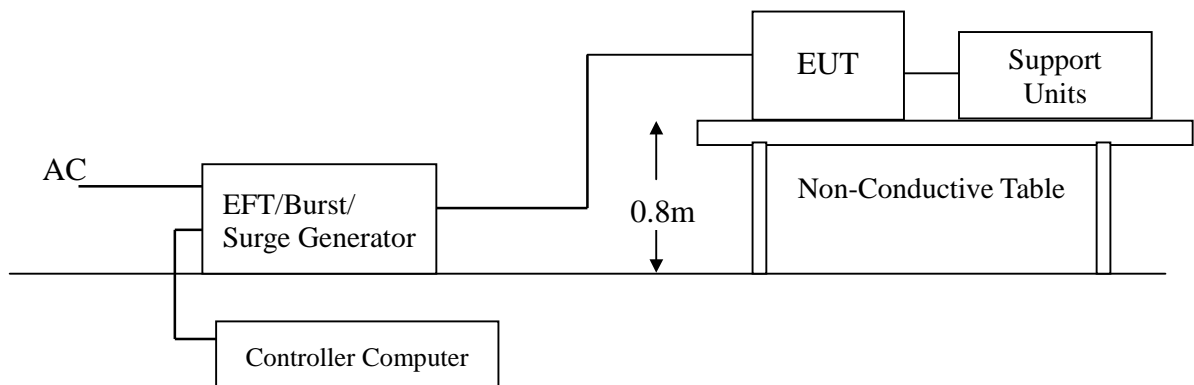 EUT
Support
Units
AC
EFT/Burst/
Surge Generator
0.8m
Non-Conductive Table
Controller Computer